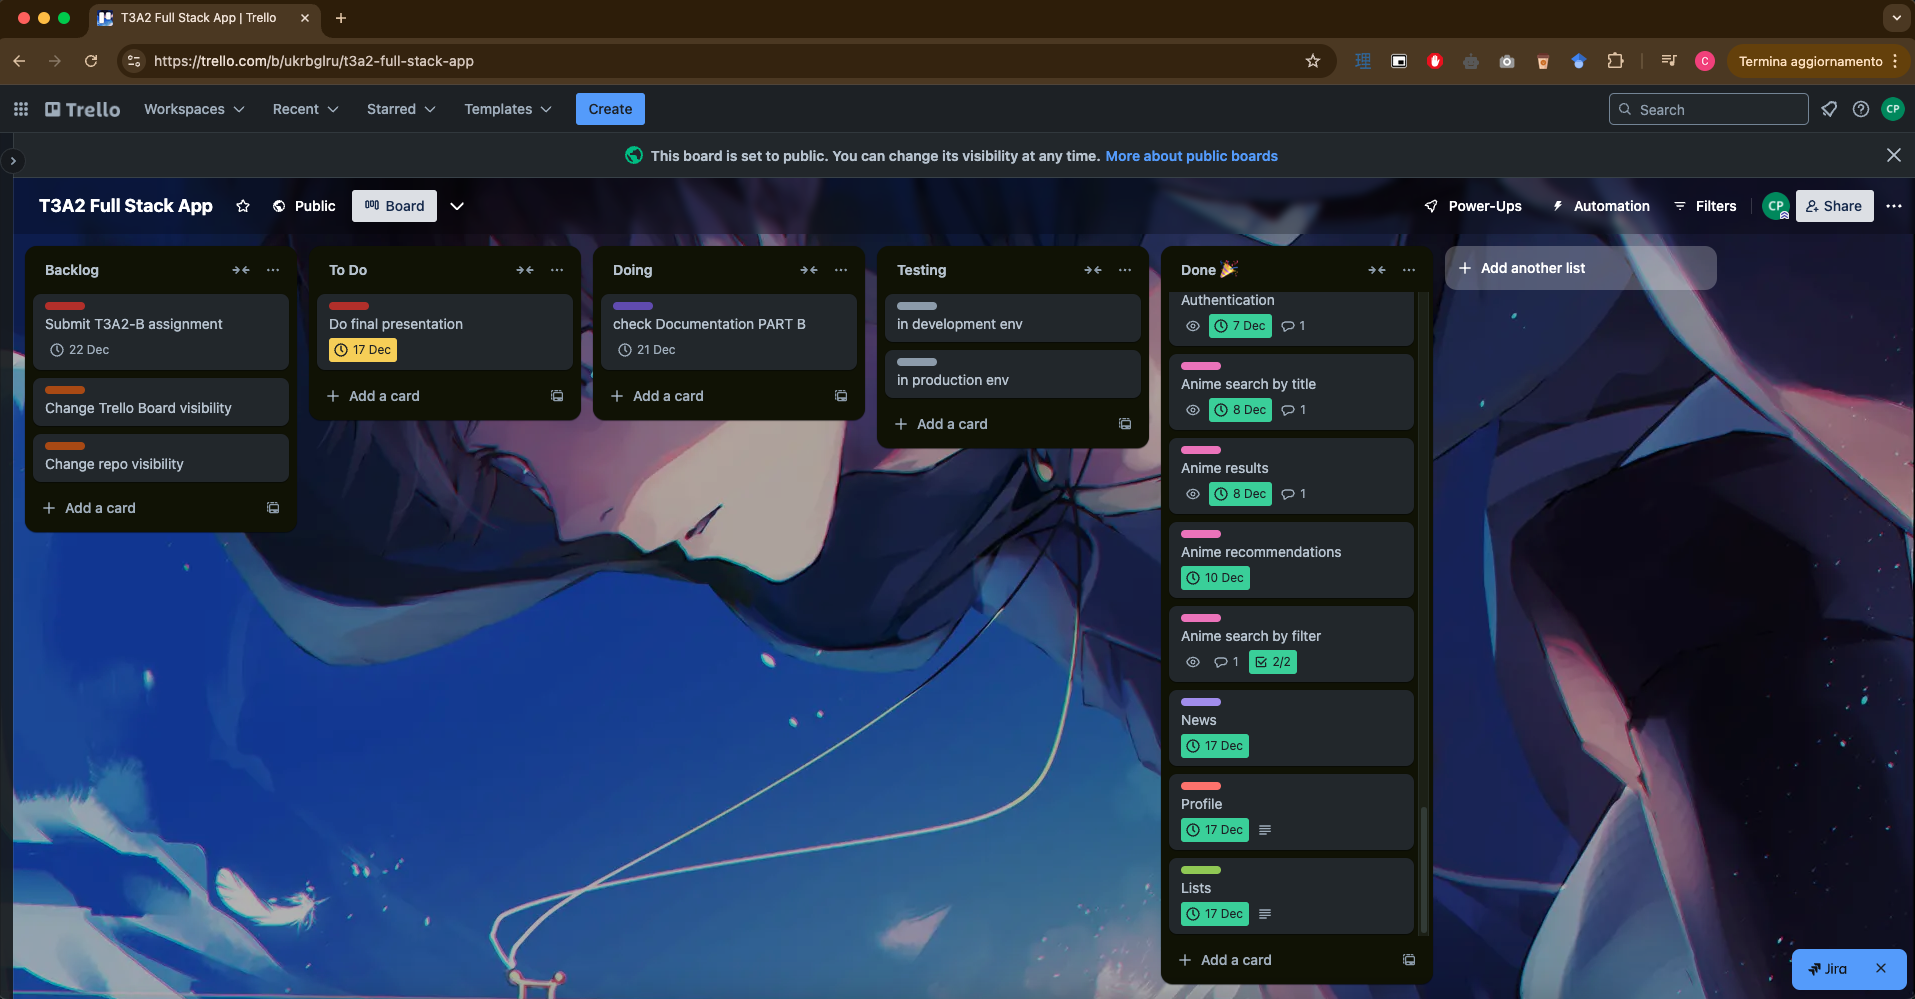 T3A2 Full Stack App | Trello
https://trello.com/b/ukrbglru/t3a2-full-stack-app
C
Termina aggiornamento
Trello
Workspaces
Recent
Starred
Templates
Create
Search
CP
This board is set to public. You can change its visibility at any time. More about public boards
T3A2 Full Stack App
Public
Board
Power-Ups
Automation
Filters
CP
Share
Backlog
Submit T3A2-B assignment
22 Dec
Change Trello Board visibility
Change repo visibility
Add a card
To Do
Do final presentation
17 Dec
Add a card
Doing
check Documentation PART B
21 Dec
Add a card
Testing
in development env
in production env
Add a card
Done 🎉
Authentication
7 Dec 1
Anime search by title
8 Dec 1
Anime results
8 Dec 1
Anime recommendations
10 Dec
Anime search by filter
1 2/2
News
17 Dec
Profile
17 Dec
Lists
17 Dec
Add a card
Add another list
Jira